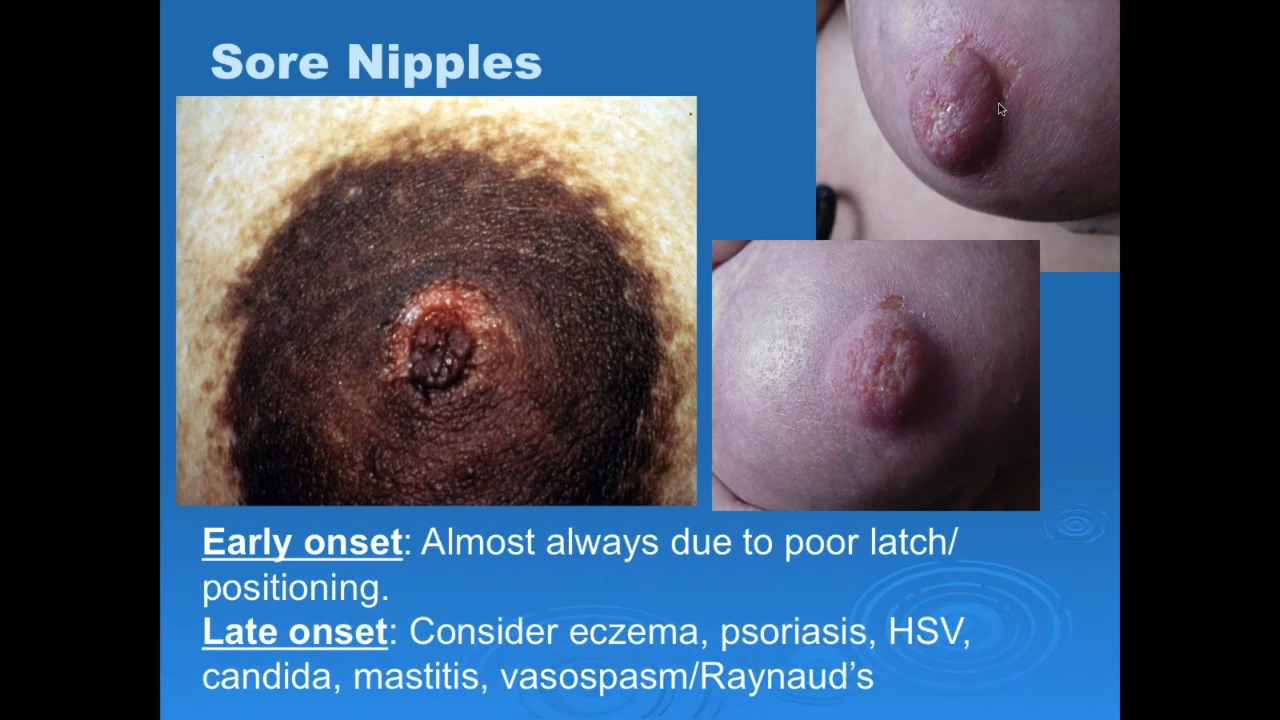 Sore Nipples
Early onset: Almost always due to poor latch/
positioning.
Late onset: Consider eczema, psoriasis, HSV,
candida, mastitis, vasospasm/Raynaud’s